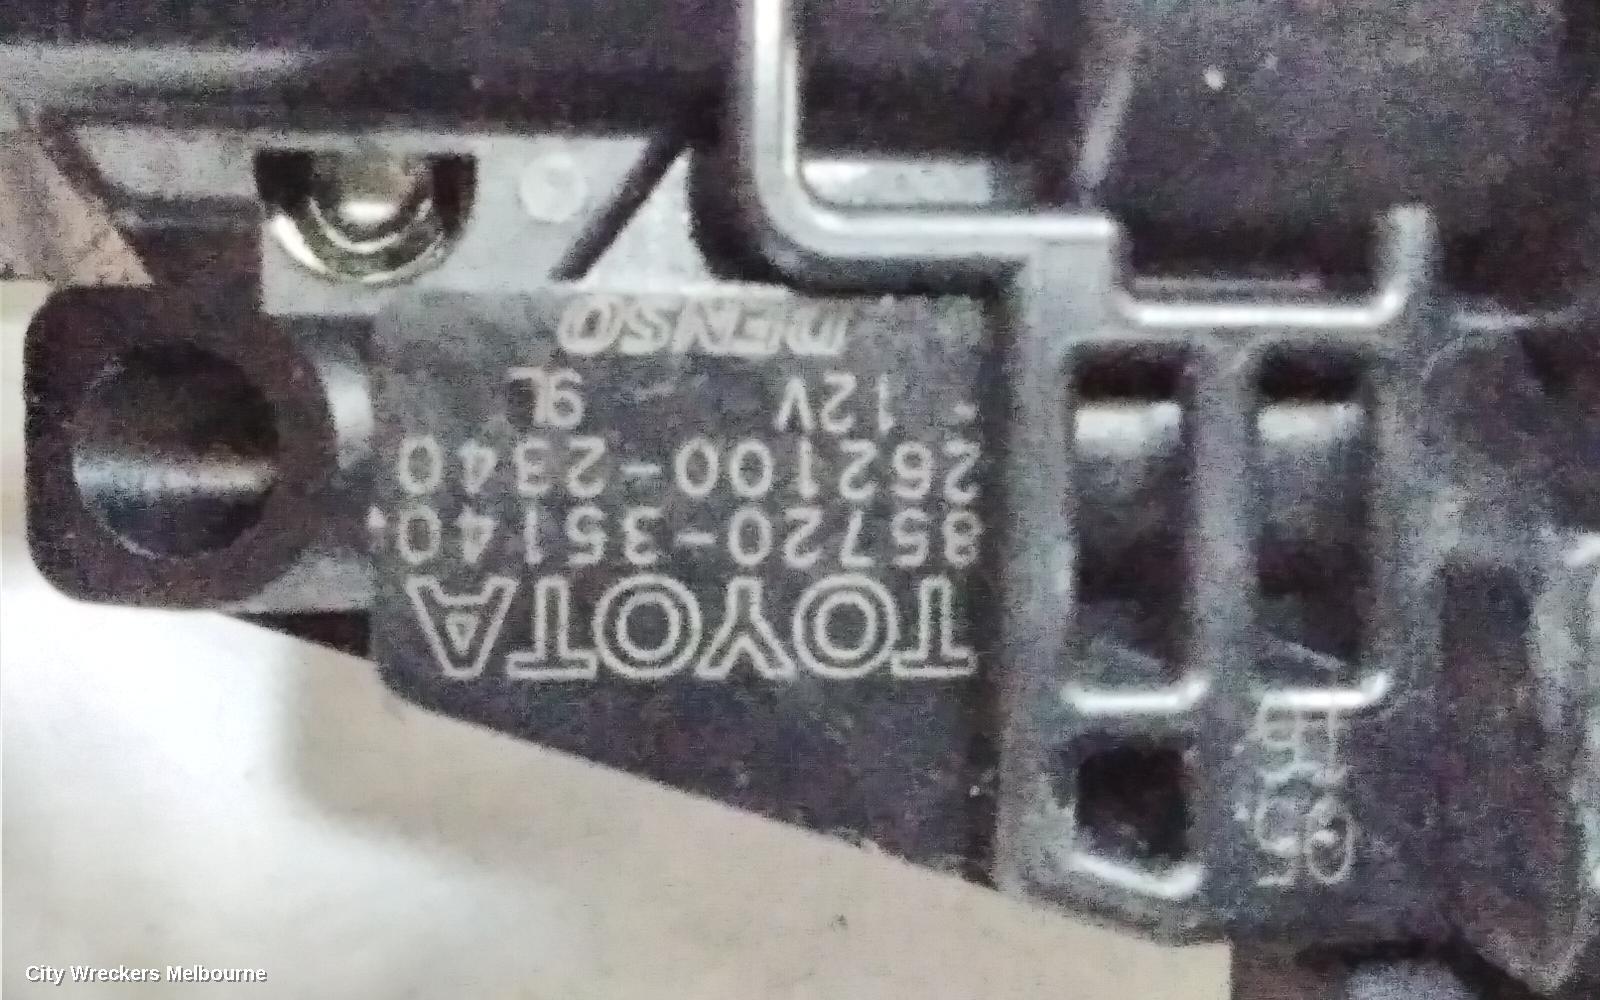 TOYOTA
85720-35140
262100-2340
12V 9L
DENSO
City Wreckers Melbourne